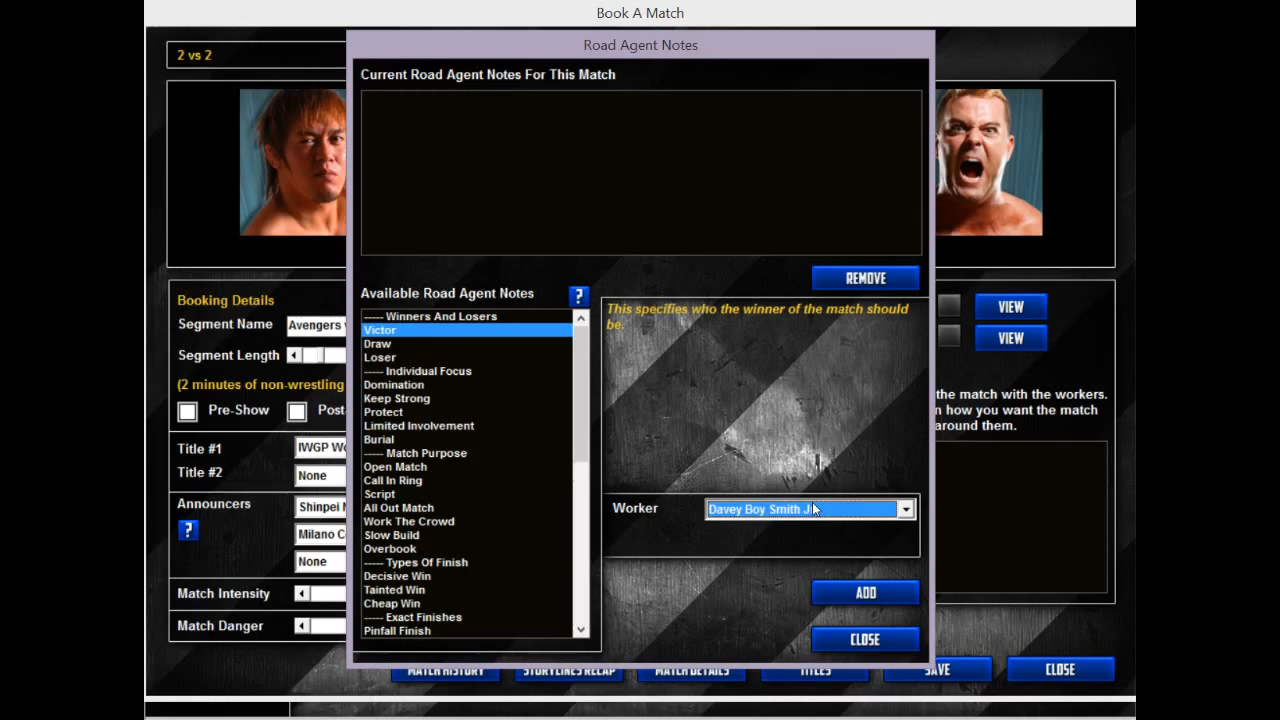 Book A Match
Road Agent Notes
2 vs 2
Current Road Agent Notes For This Match
REMOVE
Available Road Agent Notes
?
----- Winners And Losers
Victor
Draw
Loser
----- Individual Focus
Domination
Keep Strong
Protect
Limited Involvement
Burial
----- Match Purpose
Open Match
Call In Ring
Script
All Out Match
Work The Crowd
Slow Build
Overbook
----- Types Of Finish
Decisive Win
Tainted Win
Cheap Win
----- Exact Finishes
Pinfall Finish
This specifies who the winner of the match should
be.
Worker
Davey Boy Smith
ADD
CLOSE
Booking Details
Segment Name
Avengers
Segment Length
(2 minutes of non-wrestling
Pre-Show
Post
Title #1
IWGP
Title #2
None
Announcers
Shinpei
?
Milano
None
Match Intensity
Match Danger
VIEW
VIEW
the match with the workers.
how you want the match
around them.
MATCH HISTORY
STORYLINES RECAP
MATCH DETAILS
TITLES
SAVE
CLOSE